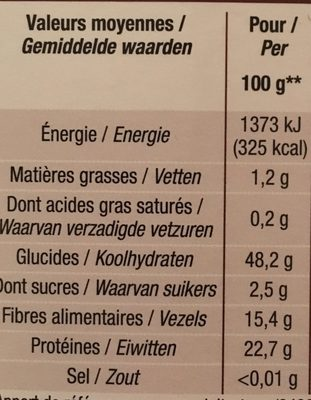 Valeurs moyennes / Pour /
Gemiddelde waarden Per
100 g**
Énergie / Energie 1373 kJ
(325 kcal)
Matières grasses / Vetten 1,2 g
Dont acides gras saturés /
Waarvan verzadigde vetzuren 0,2 g
Glucides / Koolhydraten 48,2 g
Dont sucres / Waarvan suikers 2,5 g
Fibres alimentaires / Vezels 15,4 g
Protéines / Eiwitten 22,7 g
Sel / Zout <0,01 g